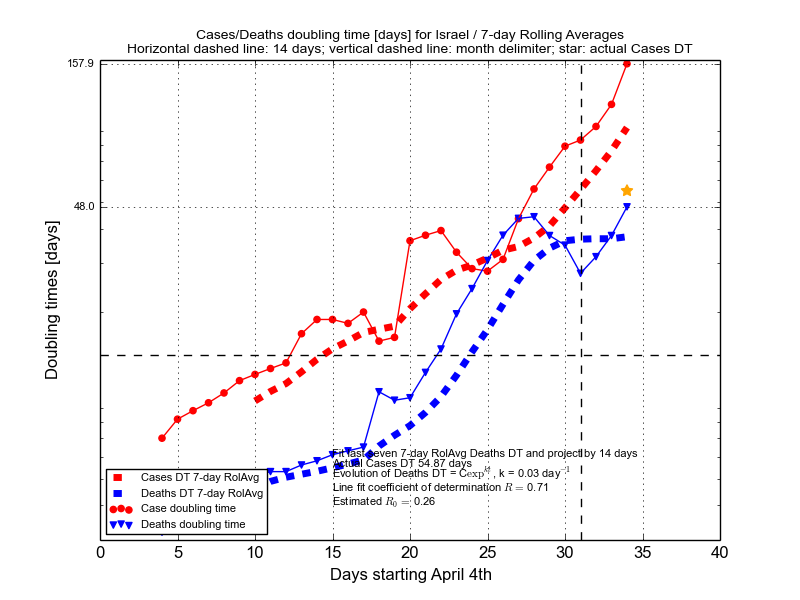 Cases/Deaths doubling time [days] for Israel / 7-day Rolling Averages
Horizontal dashed line: 14 days; vertical dashed line: month delimiter; star: actual Cases DT
157.9
48.0
Doubling times [days]
Fit last seven 7-day RolAvg Deaths DT and project by 14 days
Actual Cases DT 54.87 days
Evolution of Deaths DT = Cexp^{kt}, k = 0.03 day^{-1}
Line fit coefficient of determination R = 0.71
Estimated R_0 = 0.26
Cases DT 7-day RolAvg
Deaths DT 7-day RolAvg
Case doubling time
Deaths doubling time
0 5 10 15 20 25 30 35 40
Days starting April 4th